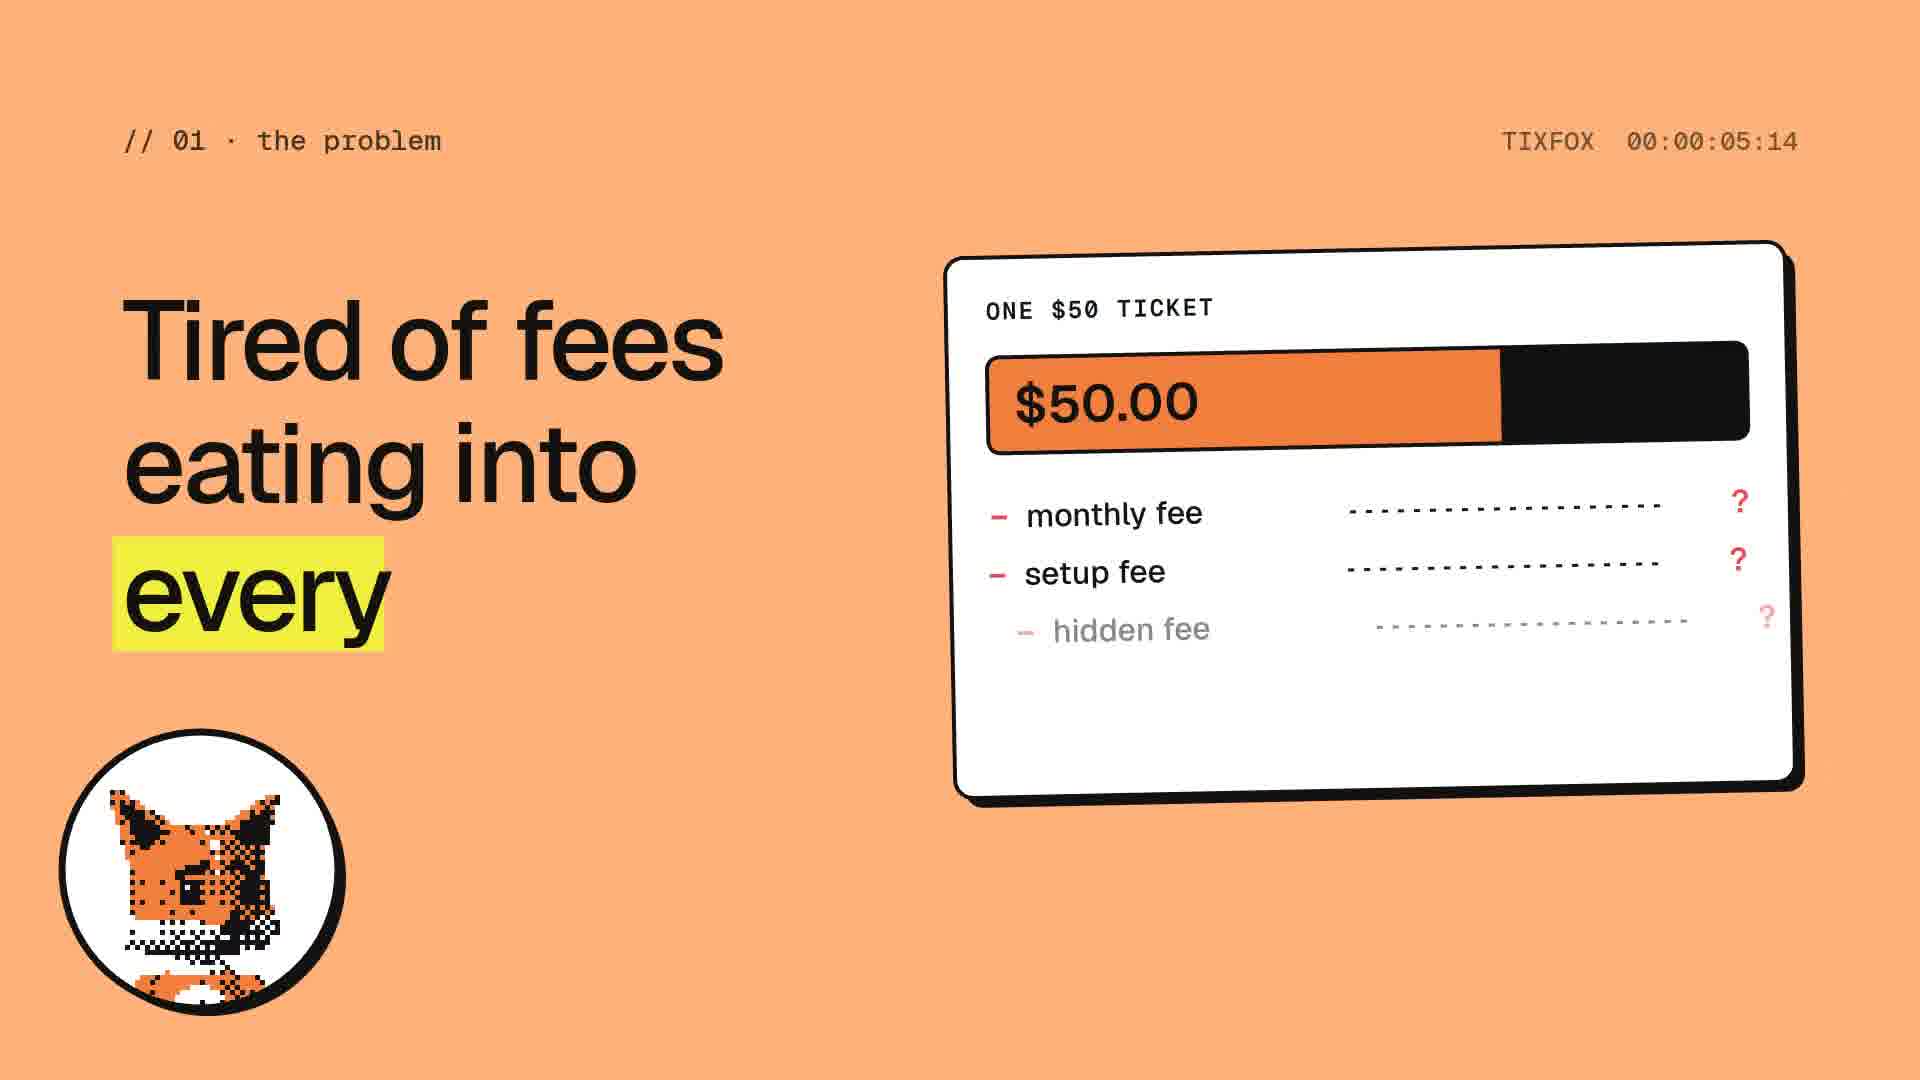 // 01 · the problem
TIXFOX 00:00:05:14
Tired of fees
eating into
every
ONE $50 TICKET
$50.00
– monthly fee - - - - - - - - - - - - - - - - - - - - ?
– setup fee - - - - - - - - - - - - - - - - - - - - ?
– hidden fee - - - - - - - - - - - - - - - - - - - - ?